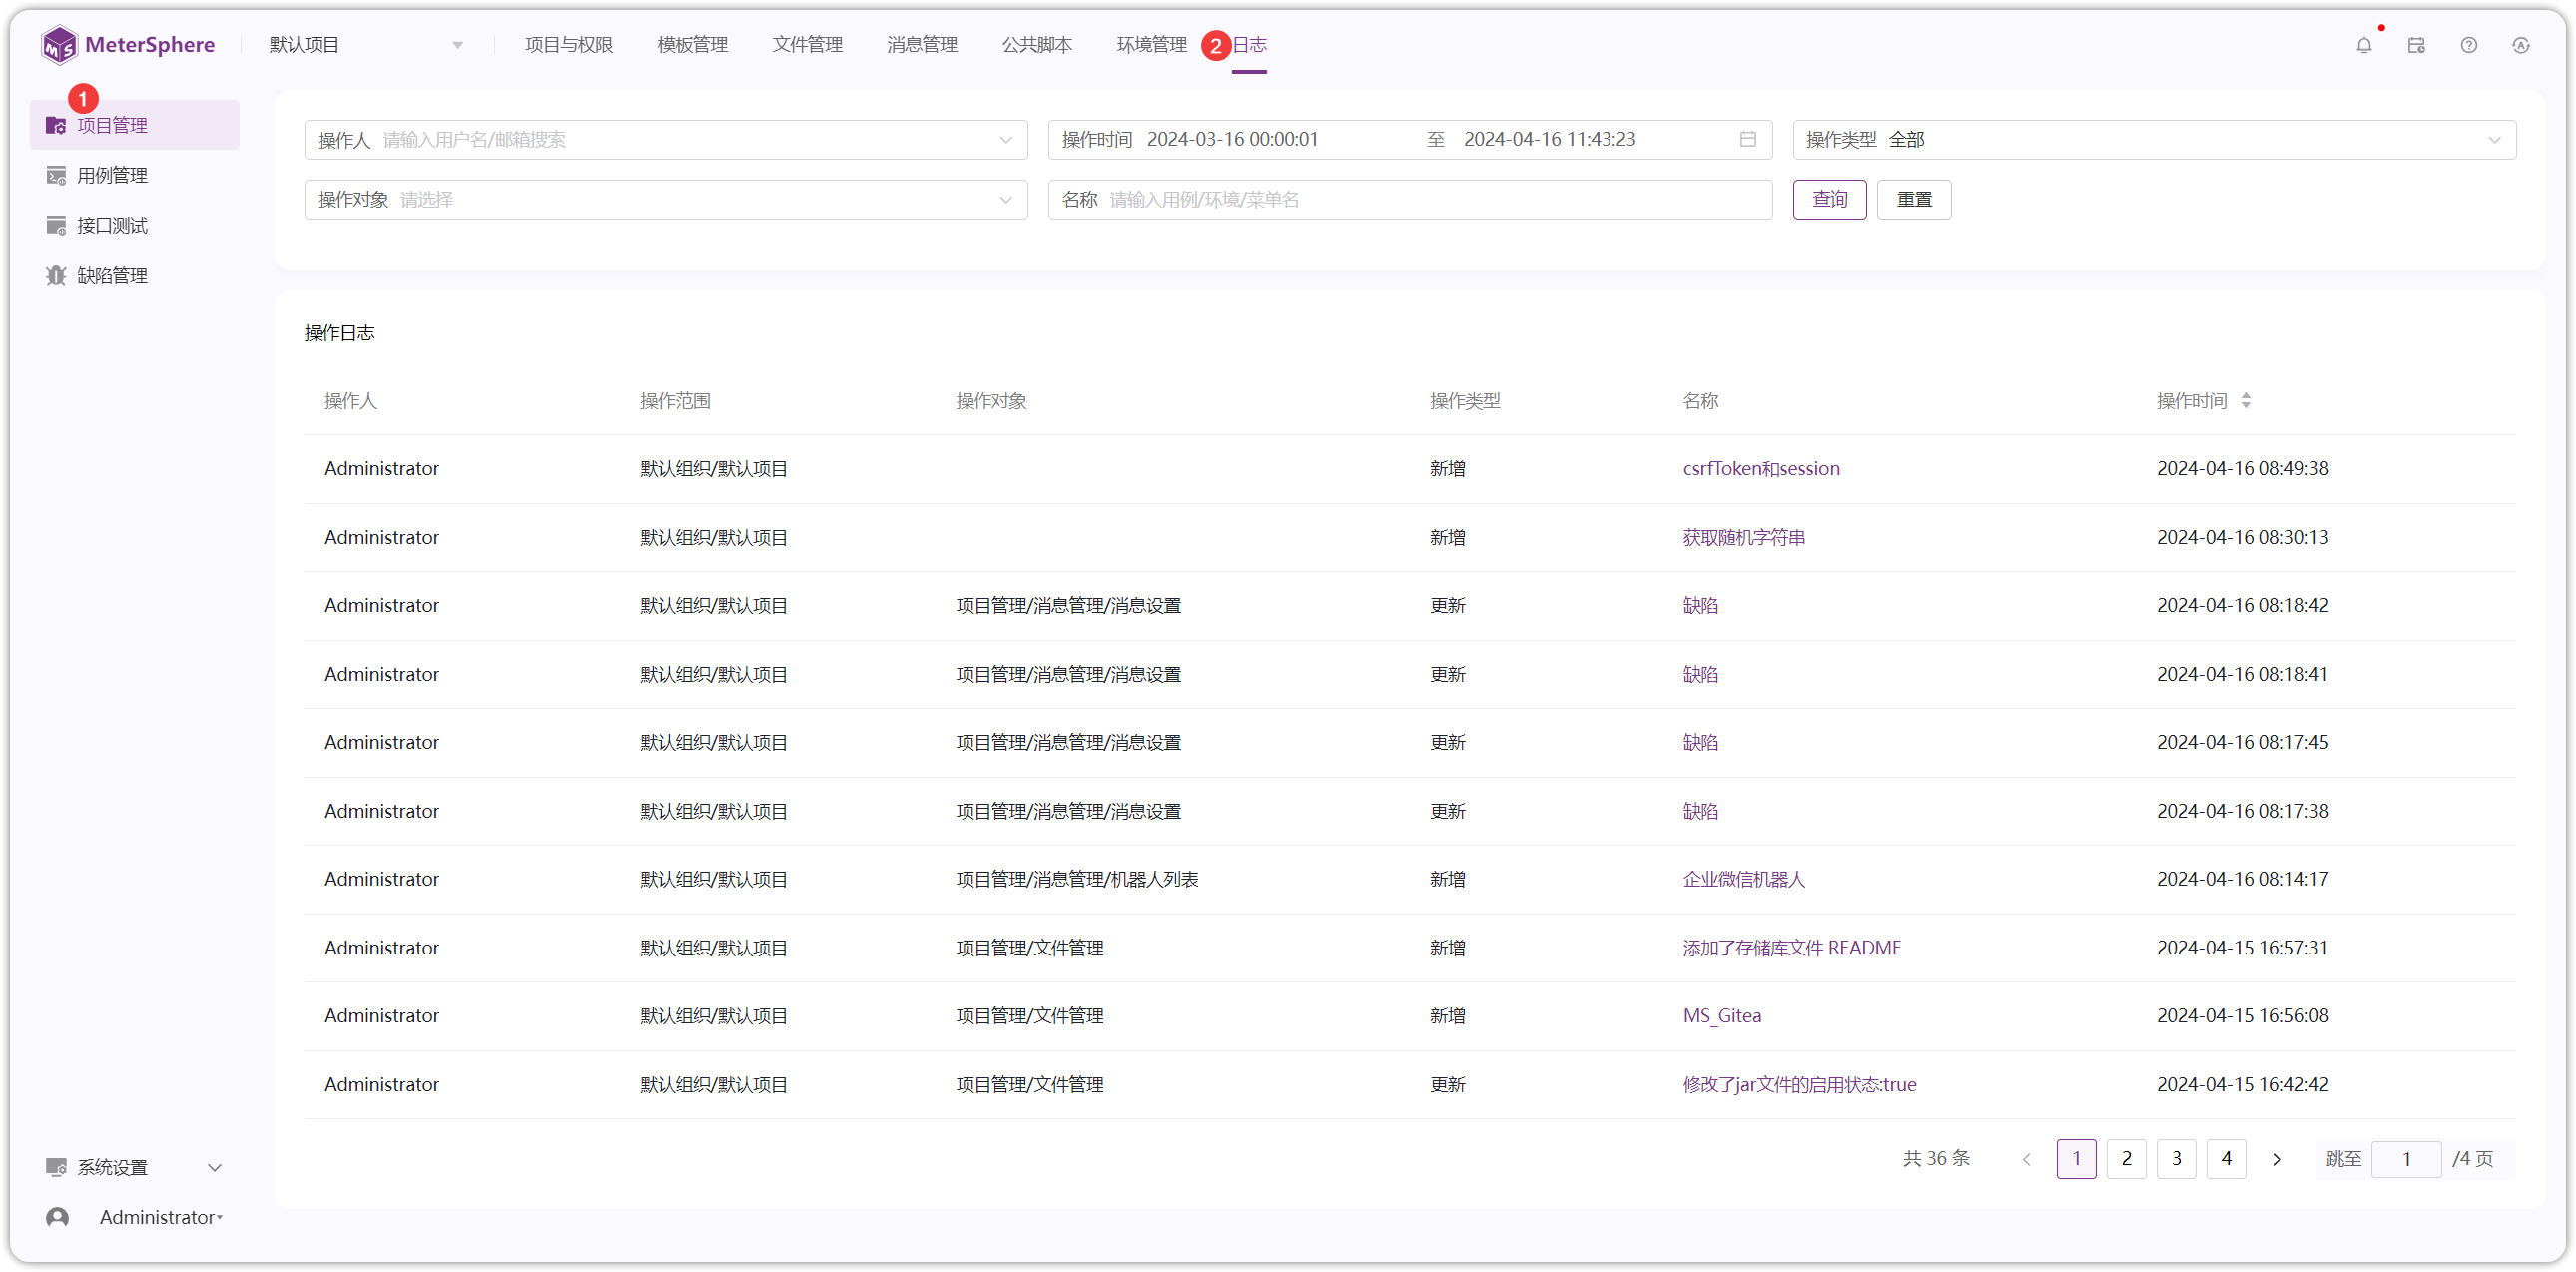 MeterSphere 默认项目 项目与权限 模板管理 文件管理 消息管理 公共脚本 环境管理 2 日志
1
项目管理
用例管理
接口测试
缺陷管理
操作人 请输入用户名/邮箱搜索 操作时间 2024-03-16 00:00:01 至 2024-04-16 11:43:23 操作类型 全部
操作对象 请选择 名称 请输入用例/环境/菜单名 查询 重置
操作日志
操作人 操作范围 操作对象 操作类型 名称 操作时间
Administrator 默认组织/默认项目 新增 csrfToken和session 2024-04-16 08:49:38
Administrator 默认组织/默认项目 新增 获取随机字符串 2024-04-16 08:30:13
Administrator 默认组织/默认项目 项目管理/消息管理/消息设置 更新 缺陷 2024-04-16 08:18:42
Administrator 默认组织/默认项目 项目管理/消息管理/消息设置 更新 缺陷 2024-04-16 08:18:41
Administrator 默认组织/默认项目 项目管理/消息管理/消息设置 更新 缺陷 2024-04-16 08:17:45
Administrator 默认组织/默认项目 项目管理/消息管理/消息设置 更新 缺陷 2024-04-16 08:17:38
Administrator 默认组织/默认项目 项目管理/消息管理/机器人列表 新增 企业微信机器人 2024-04-16 08:14:17
Administrator 默认组织/默认项目 项目管理/文件管理 新增 添加了存储库文件 README 2024-04-15 16:57:31
Administrator 默认组织/默认项目 项目管理/文件管理 新增 MS_Gitea 2024-04-15 16:56:08
Administrator 默认组织/默认项目 项目管理/文件管理 更新 修改了jar文件的启用状态:true 2024-04-15 16:42:42
共 36 条 1 2 3 4 跳至 1 /4 页
系统设置
Administrator